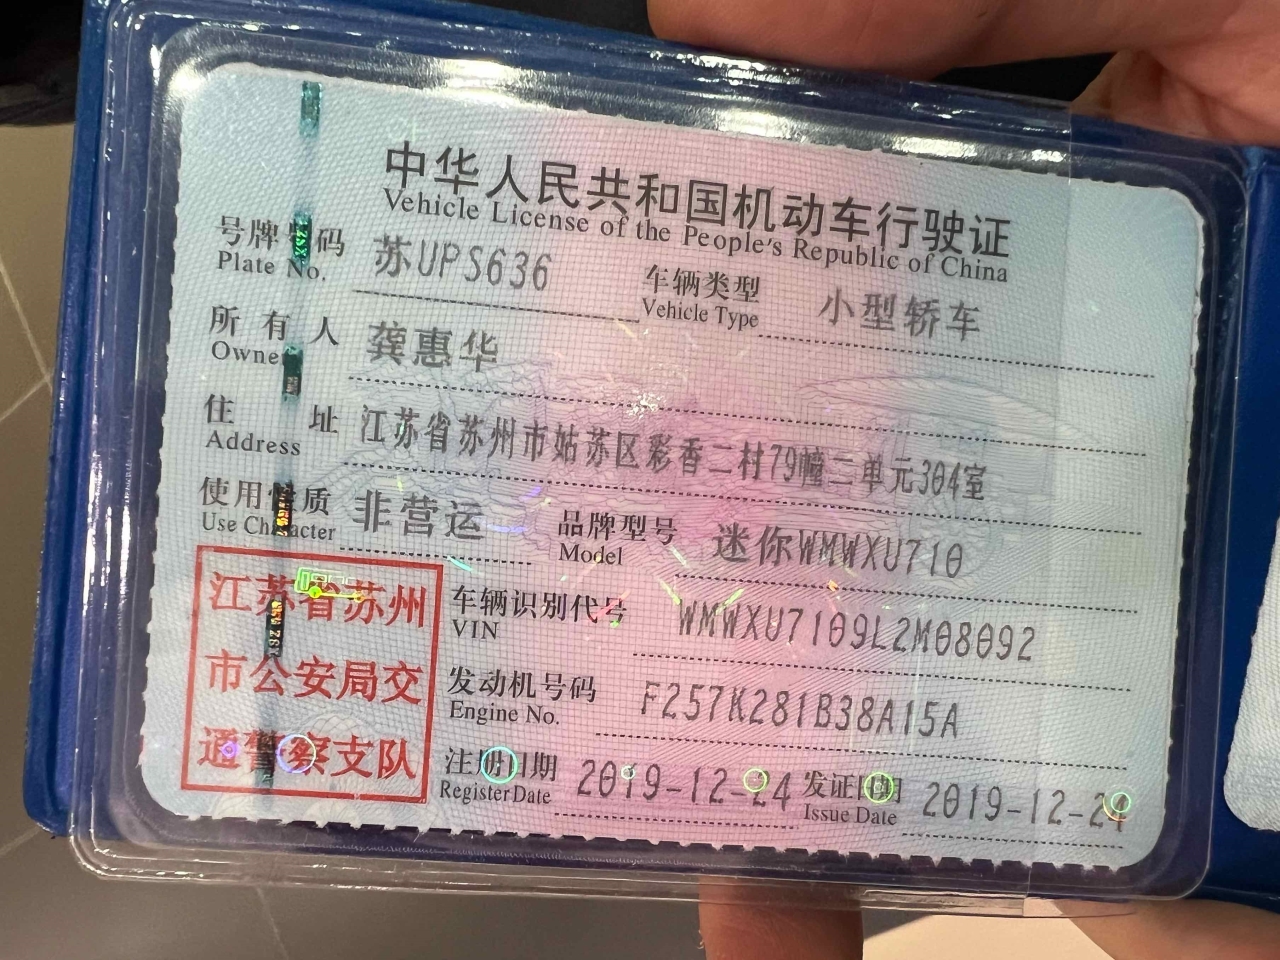 中华人民共和国机动车行驶证
Vehicle License of the People's Republic of China
号牌号码 苏UPS636 车辆类型 小型轿车
Plate No. Vehicle Type
所有人 龚惠华
Owner
住址 江苏省苏州市姑苏区彩香二村79幢二单元304室
Address
使用性质 非营运 品牌型号 迷你WMWXU710
Use Character Model
江苏省苏州
市公安局交
通警察支队
车辆识别代号 WMWXU7109L2M08092
VIN
发动机号码 F257K281B38A15A
Engine No.
注册日期 2019-12-24 发证日期 2019-12-24
Register Date Issue Date